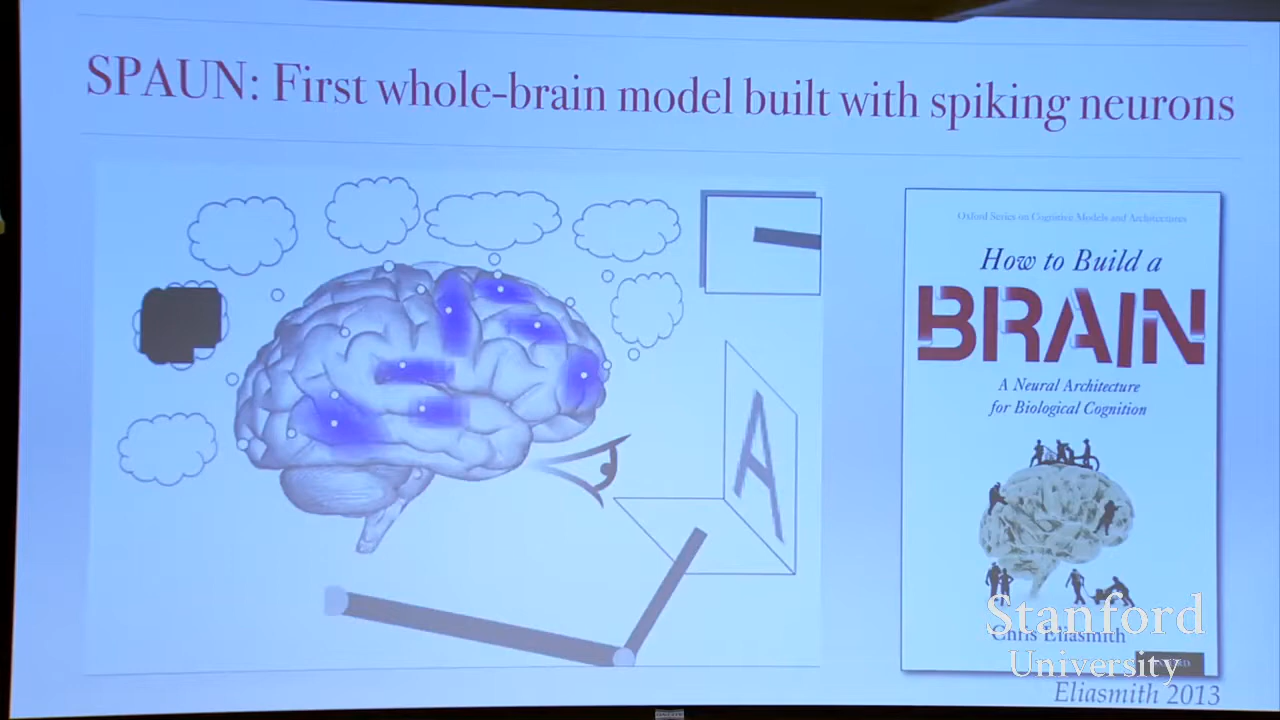 SPAUN: First whole-brain model built with spiking neurons
A
Oxford Series on Cognitive Models and Architectures
How to Build a
BRAIN
A Neural Architecture
for Biological Cognition
Chris Eliasmith
Stanford
University
Eliasmith 2013